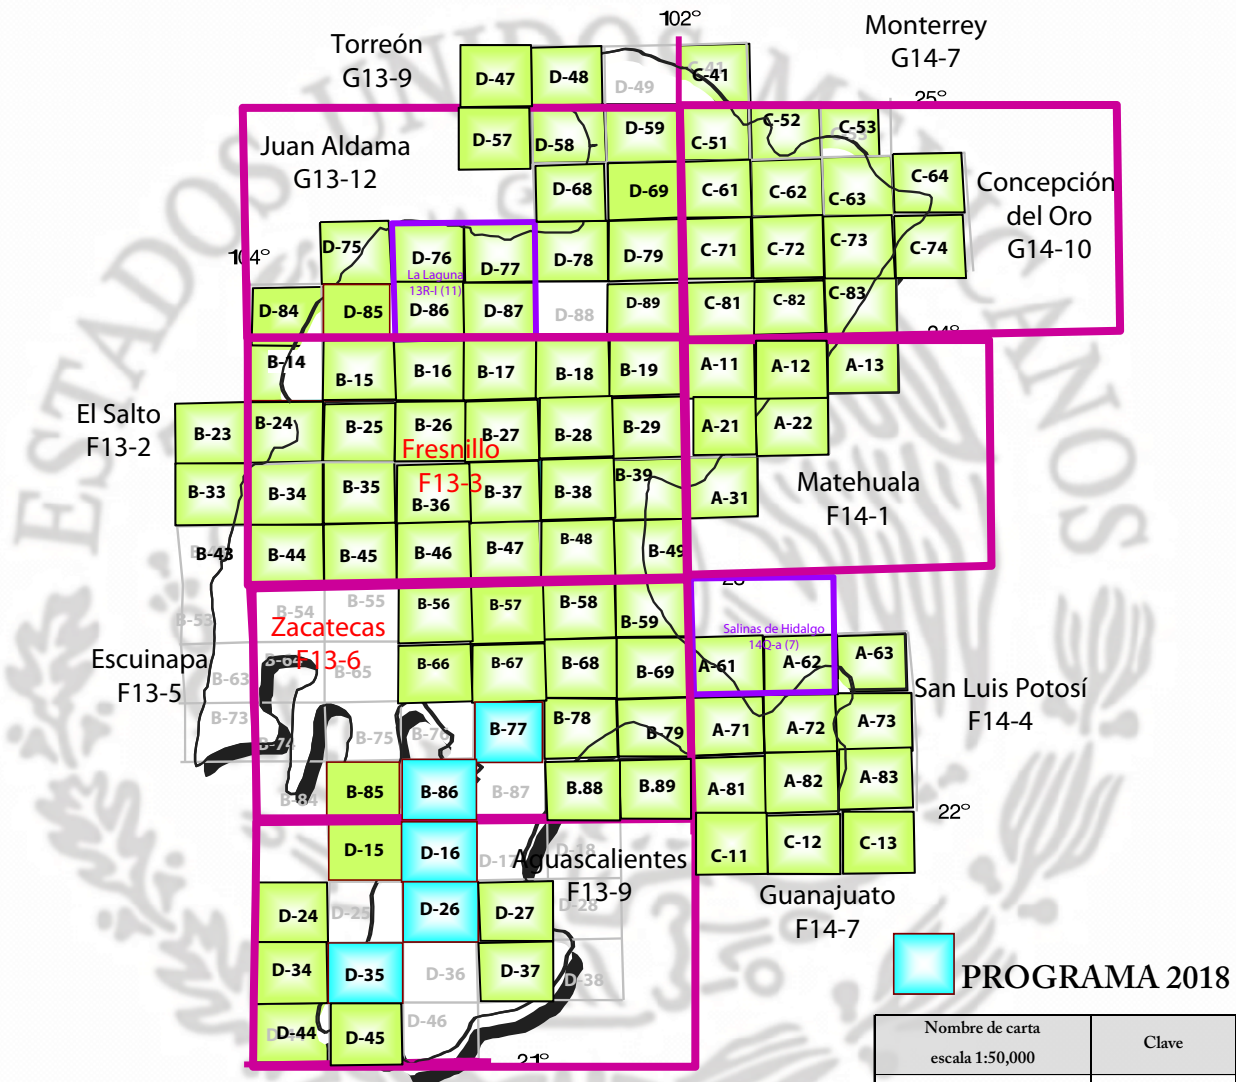 102°
Torreón
G13-9
Monterrey
G14-7
D-47
D-48
D-49
C-41
25°
Juan Aldama
G13-12
D-57
D-58
D-59
C-51
C-52
C-53
D-68
D-69
C-61
C-62
C-63
C-64
Concepción
del Oro
G14-10
104°
D-75
D-76
D-77
D-78
D-79
C-71
C-72
C-73
C-74
La Laguna
13R-I (11)
D-84
D-85
D-86
D-87
D-88
D-89
C-81
C-82
C-83
24°
B-14
B-15
B-16
B-17
B-18
B-19
A-11
A-12
A-13
El Salto
F13-2
B-23
B-24
B-25
B-26
B-27
B-28
B-29
A-21
A-22
Fresnillo
F13-3
B-33
B-34
B-35
B-36
B-37
B-38
B-39
A-31
Matehuala
F14-1
B-43
B-44
B-45
B-46
B-47
B-48
B-49
B-53
B-54
B-55
B-56
B-57
B-58
B-59
Salinas de Hidalgo
14Q-a (7)
Zacatecas
F13-6
Escuinapa
F13-5
B-63
B-64
B-65
B-66
B-67
B-68
B-69
A-61
A-62
A-63
San Luis Potosí
F14-4
B-73
B-74
B-75
B-76
B-77
B-78
B-79
A-71
A-72
A-73
B-84
B-85
B-86
B-87
B.88
B.89
A-81
A-82
A-83
22°
D-15
D-16
D-17
D-18
Aguascalientes
F13-9
C-11
C-12
C-13
Guanajuato
F14-7
D-24
D-25
D-26
D-27
D-28
D-34
D-35
D-36
D-37
D-38
D-44
D-45
D-46
21°
PROGRAMA 2018
Nombre de carta
escala 1:50,000
Clave
ESTADOS UNIDOS MEXICANOS